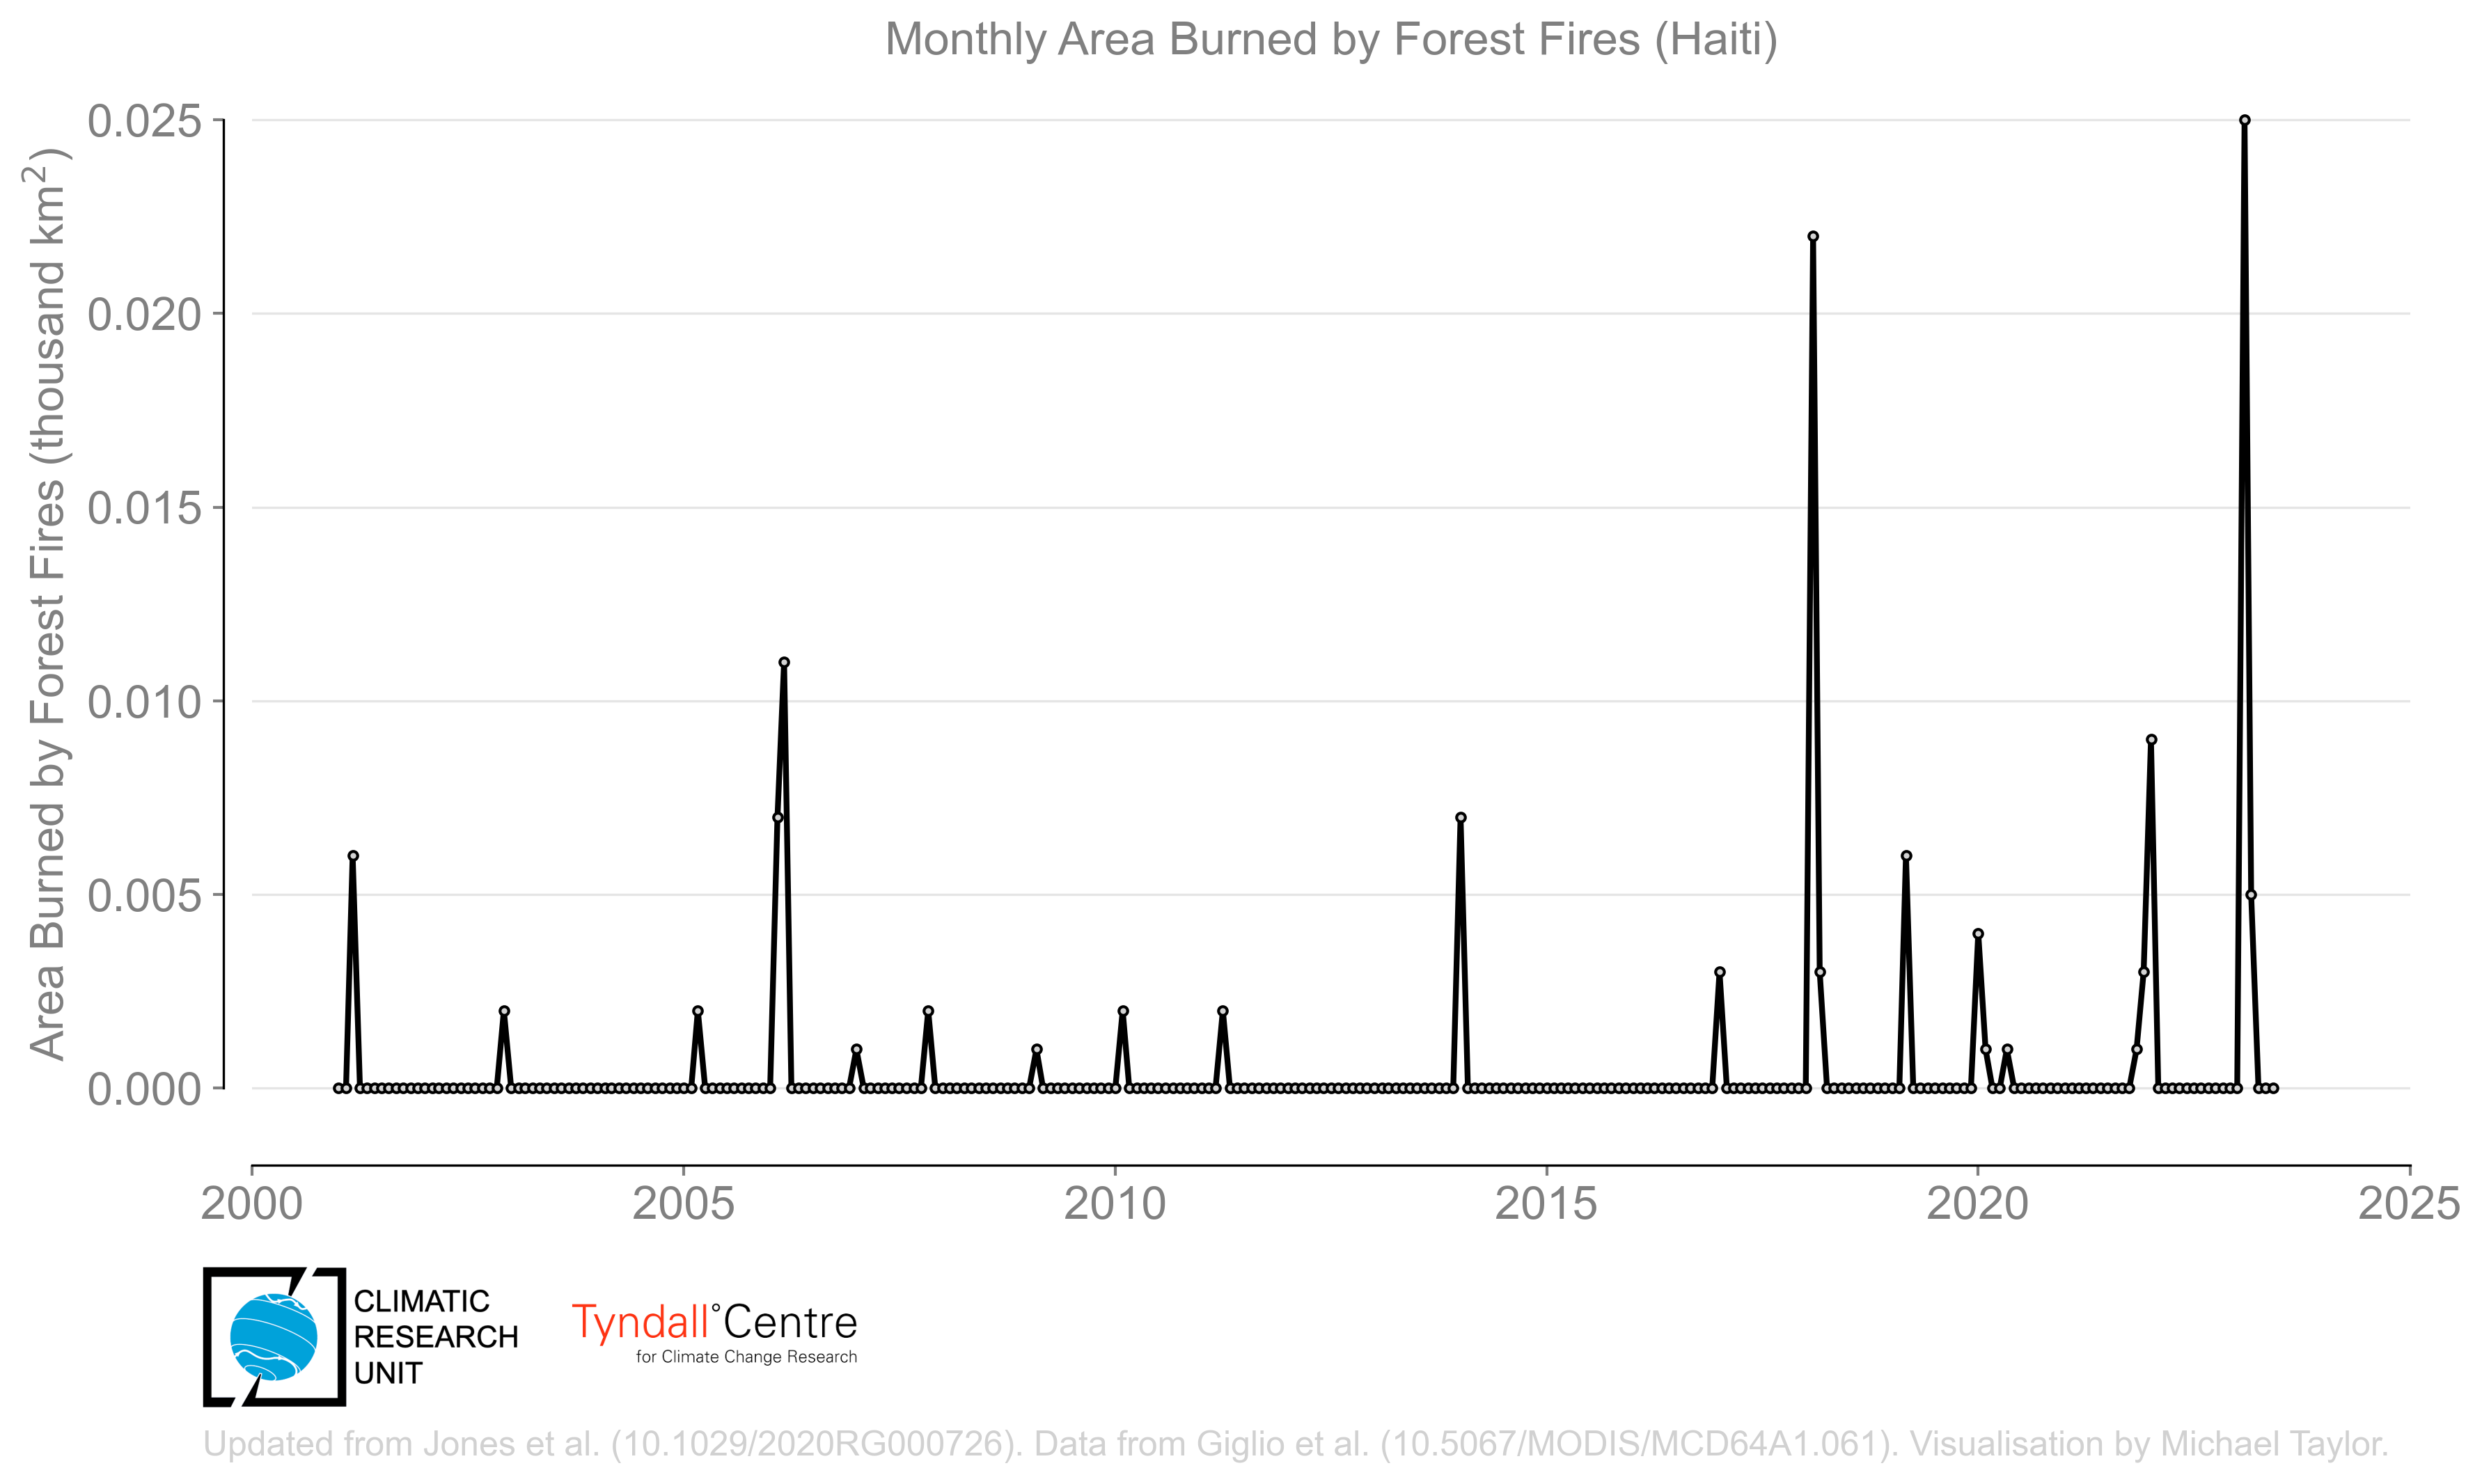 Monthly Area Burned by Forest Fires (Haiti)
Area Burned by Forest Fires (thousand km²)
0.025
0.020
0.015
0.010
0.005
0.000
2000 2005 2010 2015 2020 2025
CLIMATIC
RESEARCH
UNIT
Tyndall°Centre
for Climate Change Research
Updated from Jones et al. (10.1029/2020RG000726). Data from Giglio et al. (10.5067/MODIS/MCD64A1.061). Visualisation by Michael Taylor.